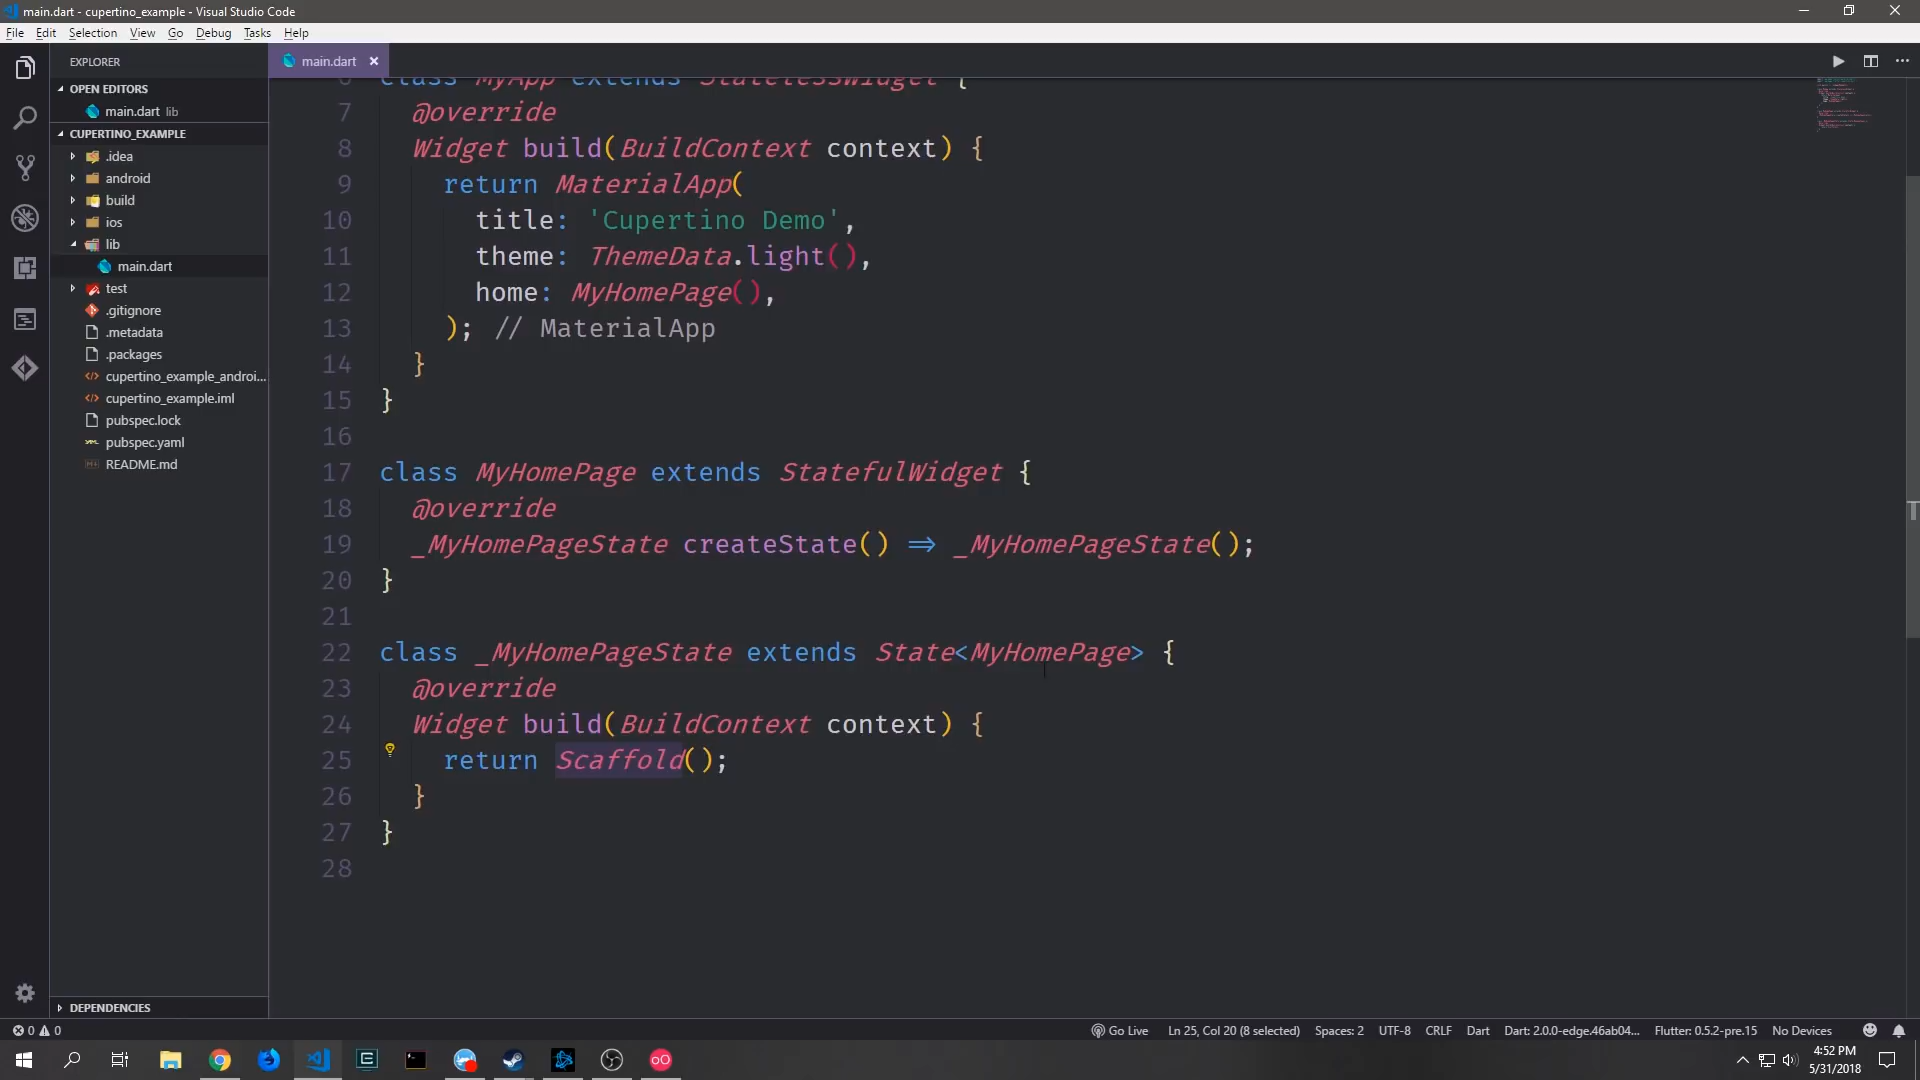 main.dart - cupertino_example - Visual Studio Code
File Edit Selection View Go Debug Tasks Help
EXPLORER
main.dart
OPEN EDITORS
main.dart lib
CUPERTINO_EXAMPLE
.idea
android
build
ios
lib
main.dart
test
.gitignore
.metadata
.packages
cupertino_example_androi...
cupertino_example.iml
pubspec.lock
pubspec.yaml
README.md
DEPENDENCIES
6 class MyApp extends StatelessWidget {
7 @override
8 Widget build(BuildContext context) {
9 return MaterialApp(
10 title: 'Cupertino Demo',
11 theme: ThemeData.light(),
12 home: MyHomePage(),
13 ); // MaterialApp
14 }
15 }
16
17 class MyHomePage extends StatefulWidget {
18 @override
19 _MyHomePageState createState() => _MyHomePageState();
20 }
21
22 class _MyHomePageState extends State<MyHomePage> {
23 @override
24 Widget build(BuildContext context) {
25 return Scaffold();
26 }
27 }
28
0 0 Go Live Ln 25, Col 20 (8 selected) Spaces: 2 UTF-8 CRLF Dart Dart: 2.0.0-edge.46ab04... Flutter: 0.5.2-pre.15 No Devices
4:52 PM
5/31/2018